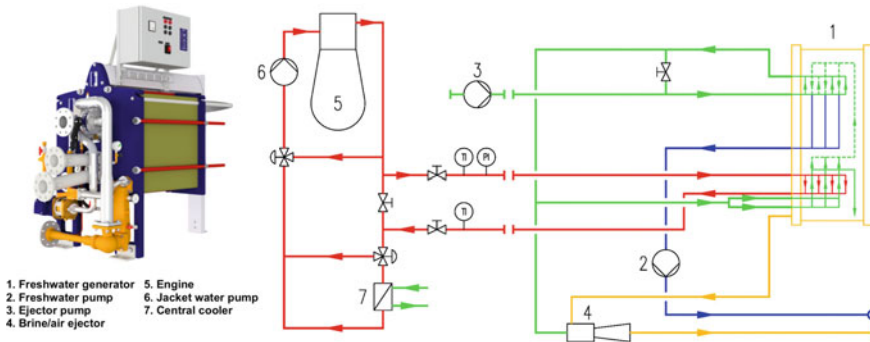 1
6
5
3
TI
PI
TI
2
7
4
1. Freshwater generator
2. Freshwater pump
3. Ejector pump
4. Brine/air ejector
5. Engine
6. Jacket water pump
7. Central cooler